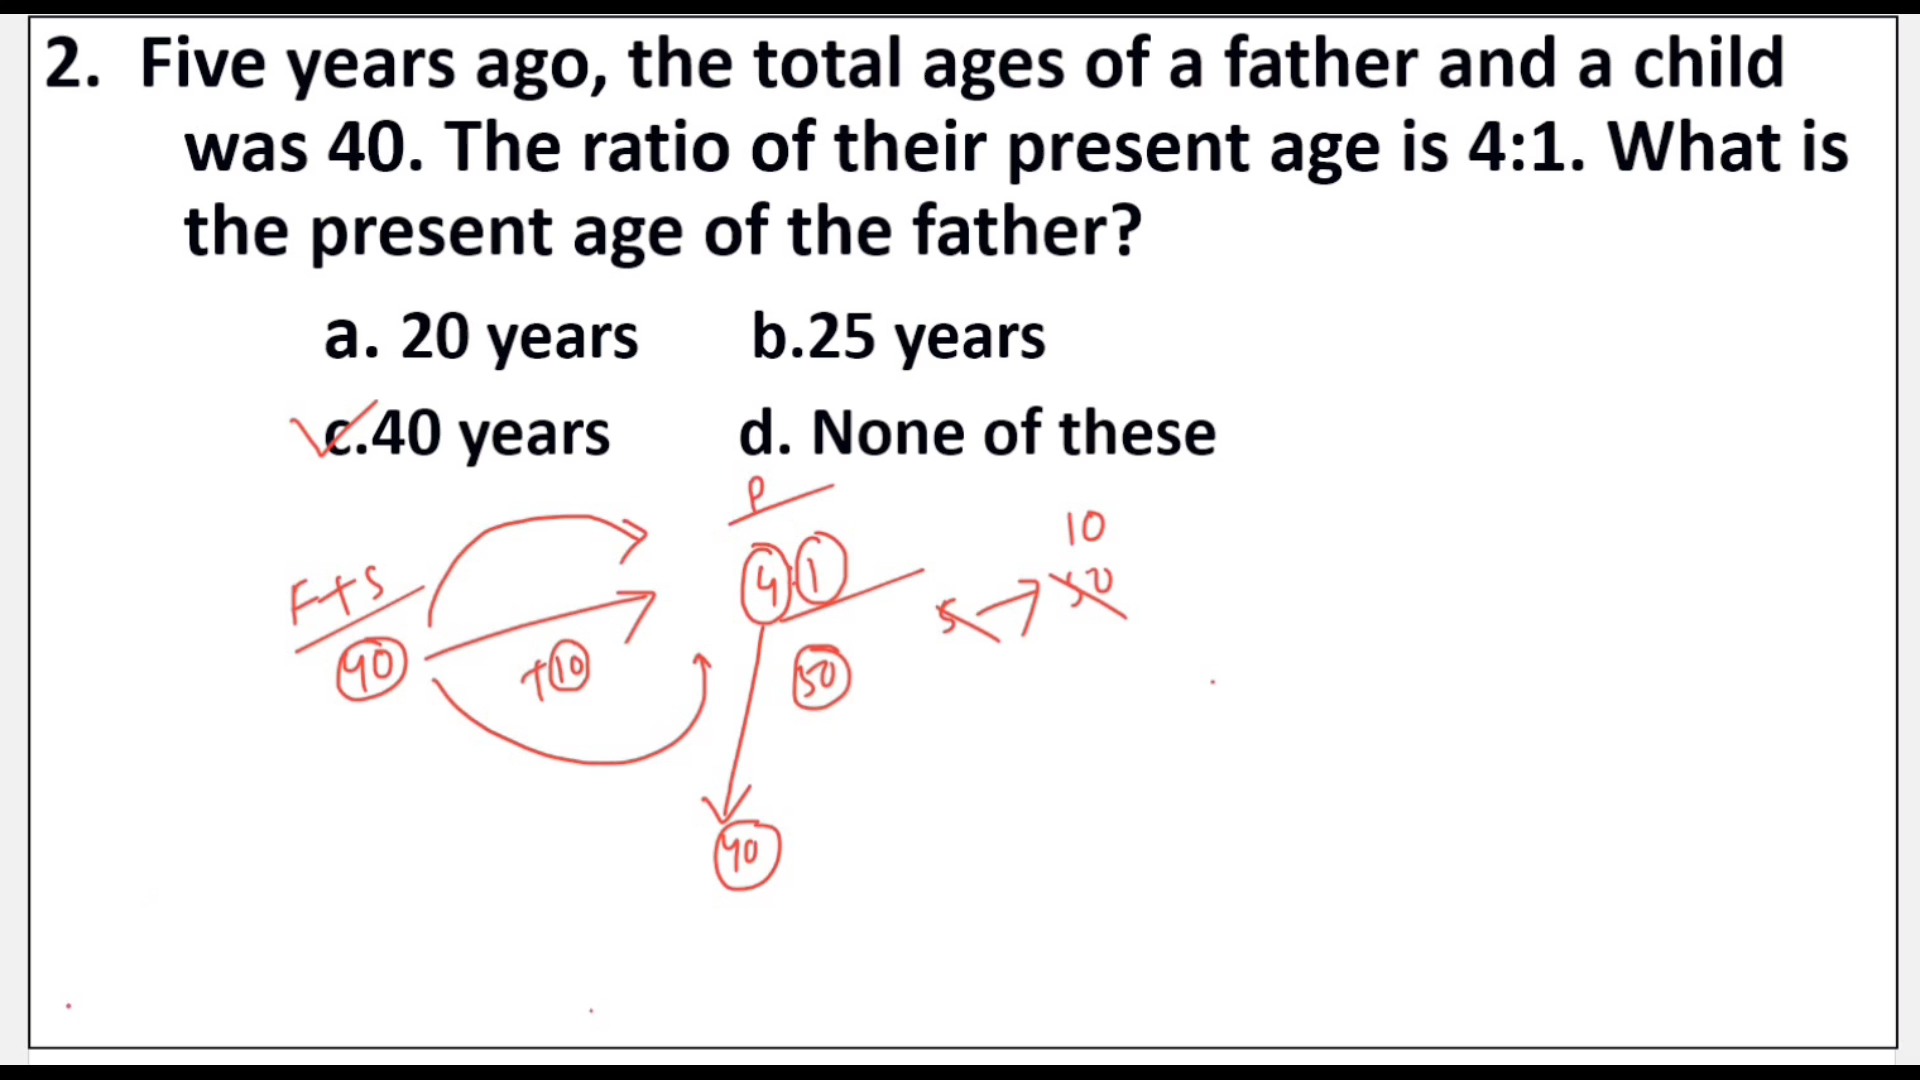 2. Five years ago, the total ages of a father and a child
was 40. The ratio of their present age is 4:1. What is
the present age of the father?
a. 20 years b.25 years
c.40 years d. None of these
P
F+S 4:1 5 50 10
40 +10 50
40